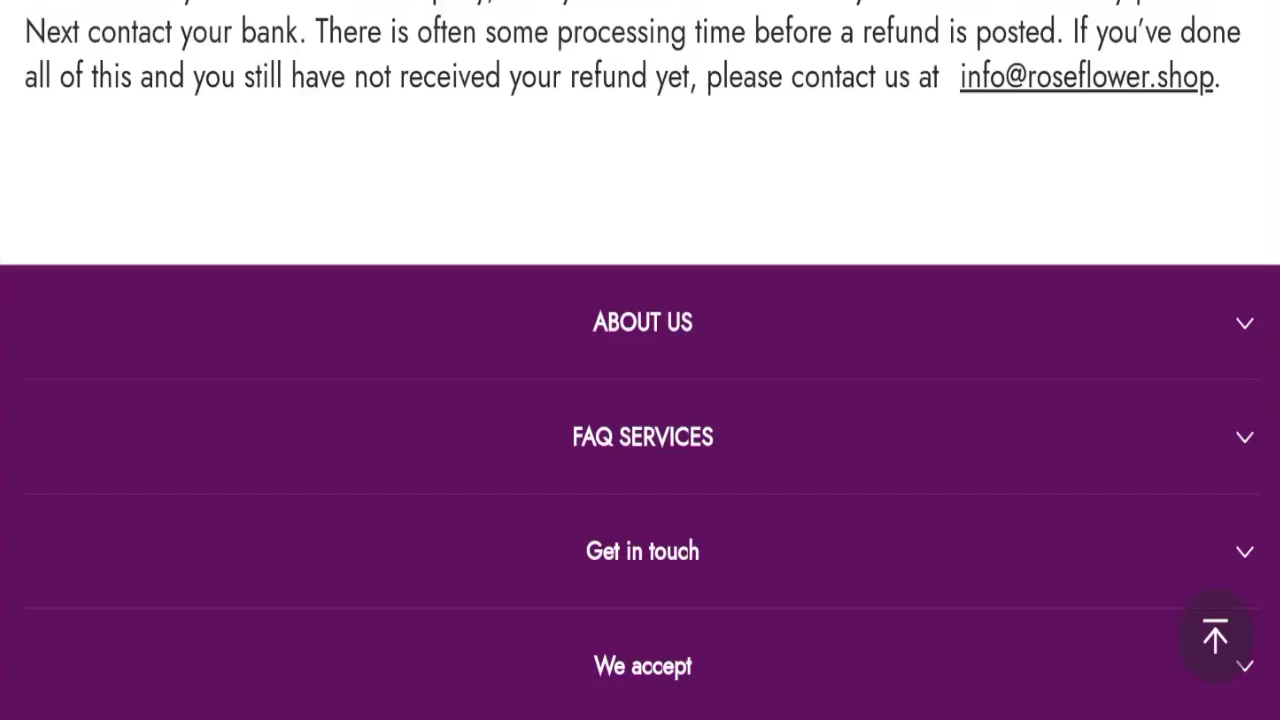 Next contact your bank. There is often some processing time before a refund is posted. If you’ve done
all of this and you still have not received your refund yet, please contact us at info@roseflower.shop.
ABOUT US
FAQ SERVICES
Get in touch
We accept